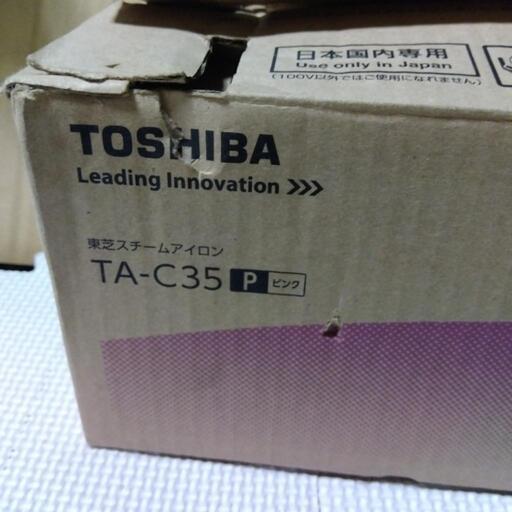 日本国内専用
Use only in Japan
(100V以外ではご使用になれません)
TOSHIBA
Leading Innovation >>>
東芝スチームアイロン
TA-C35 P ピンク